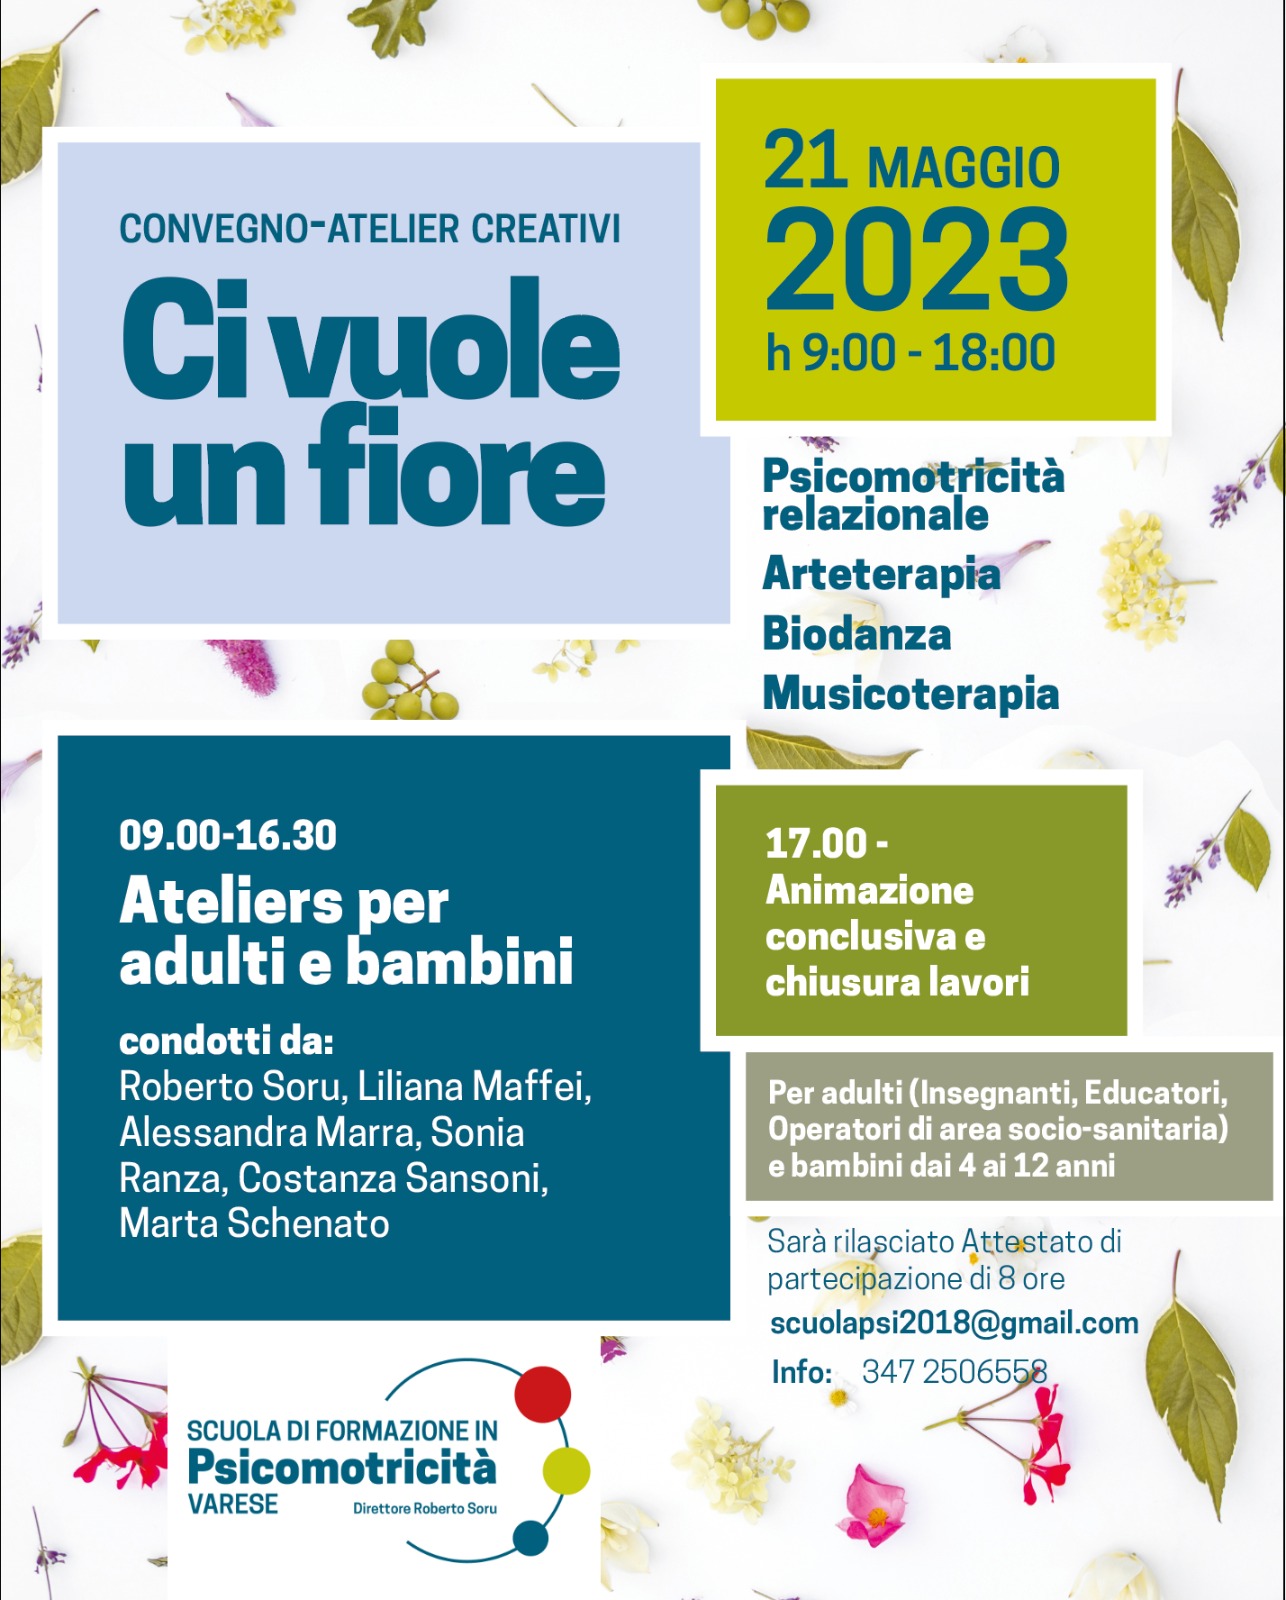 CONVEGNO-ATELIER CREATIVI
Ci vuole
un fiore
21 MAGGIO
2023
h 9:00 - 18:00
Psicomotricità
relazionale
Arteterapia
Biodanza
Musicoterapia
09.00-16.30
Ateliers per
adulti e bambini
condotti da:
Roberto Soru, Liliana Maffei,
Alessandra Marra, Sonia
Ranza, Costanza Sansoni,
Marta Schenato
17.00 -
Animazione
conclusiva e
chiusura lavori
Per adulti (Insegnanti, Educatori,
Operatori di area socio-sanitaria)
e bambini dai 4 ai 12 anni
Sarà rilasciato Attestato di
partecipazione di 8 ore
scuolapsi2018@gmail.com
Info: 347 2506558
SCUOLA DI FORMAZIONE IN
Psicomotricità
VARESE
Direttore Roberto Soru